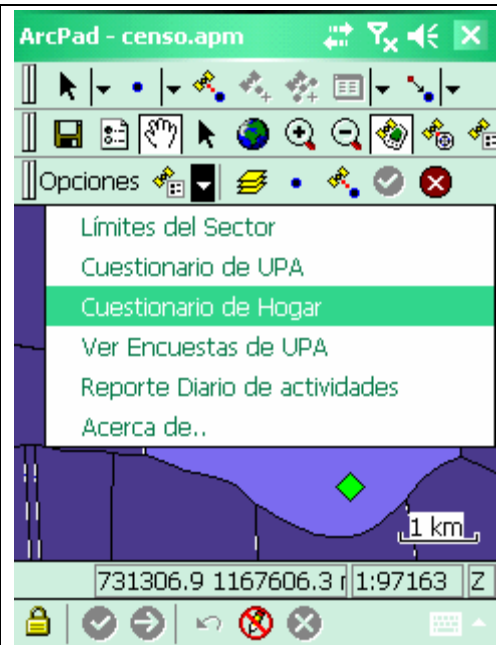 ArcPad - censo.apm
Opciones
Límites del Sector
Cuestionario de UPA
Cuestionario de Hogar
Ver Encuestas de UPA
Reporte Diario de actividades
Acerca de..
1 km
731306.9 1167606.3 r 1:97163 Z